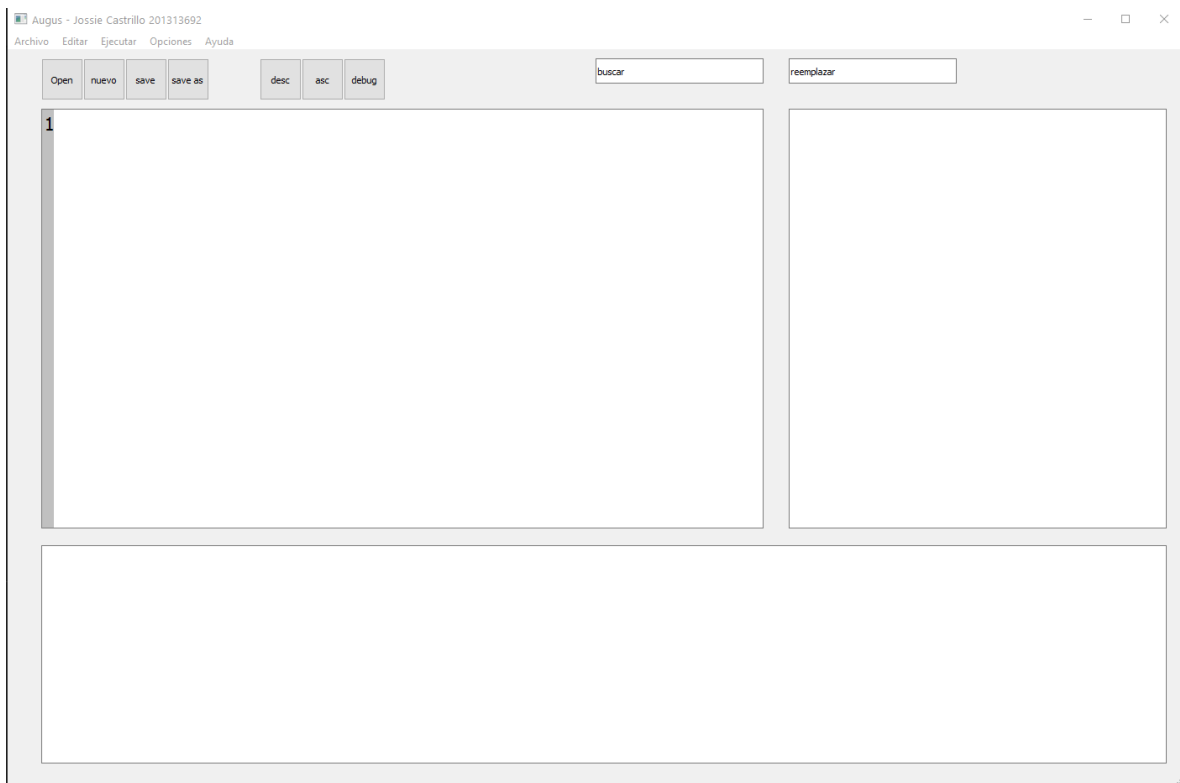 Augus - Jossie Castrillo 201313692
Archivo Editar Ejecutar Opciones Ayuda
Open nuevo save save as desc asc debug buscar reemplazar
1